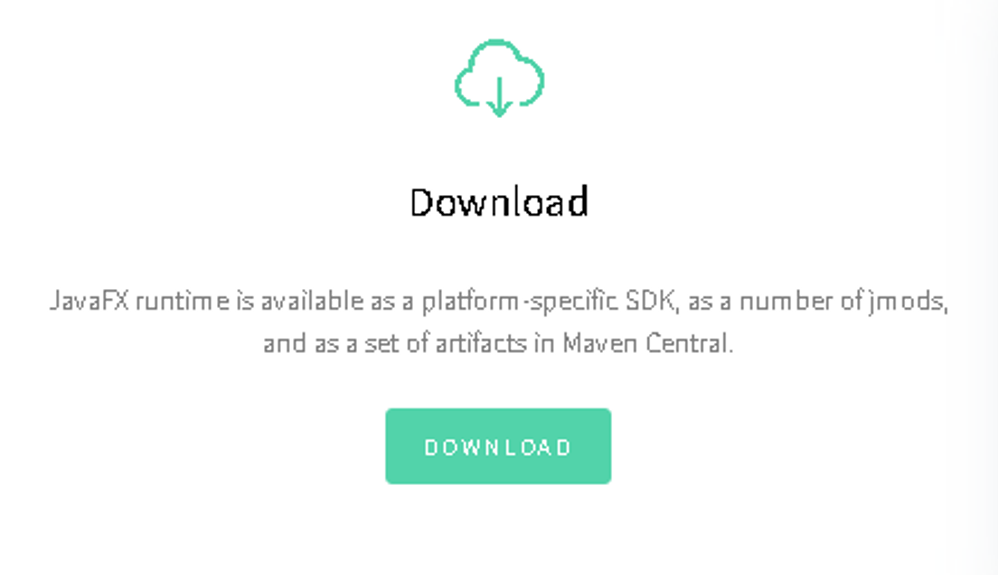 Download
JavaFX runtime is available as a platform-specific SDK, as a number of jmods,
and as a set of artifacts in Maven Central.
DOWNLOAD